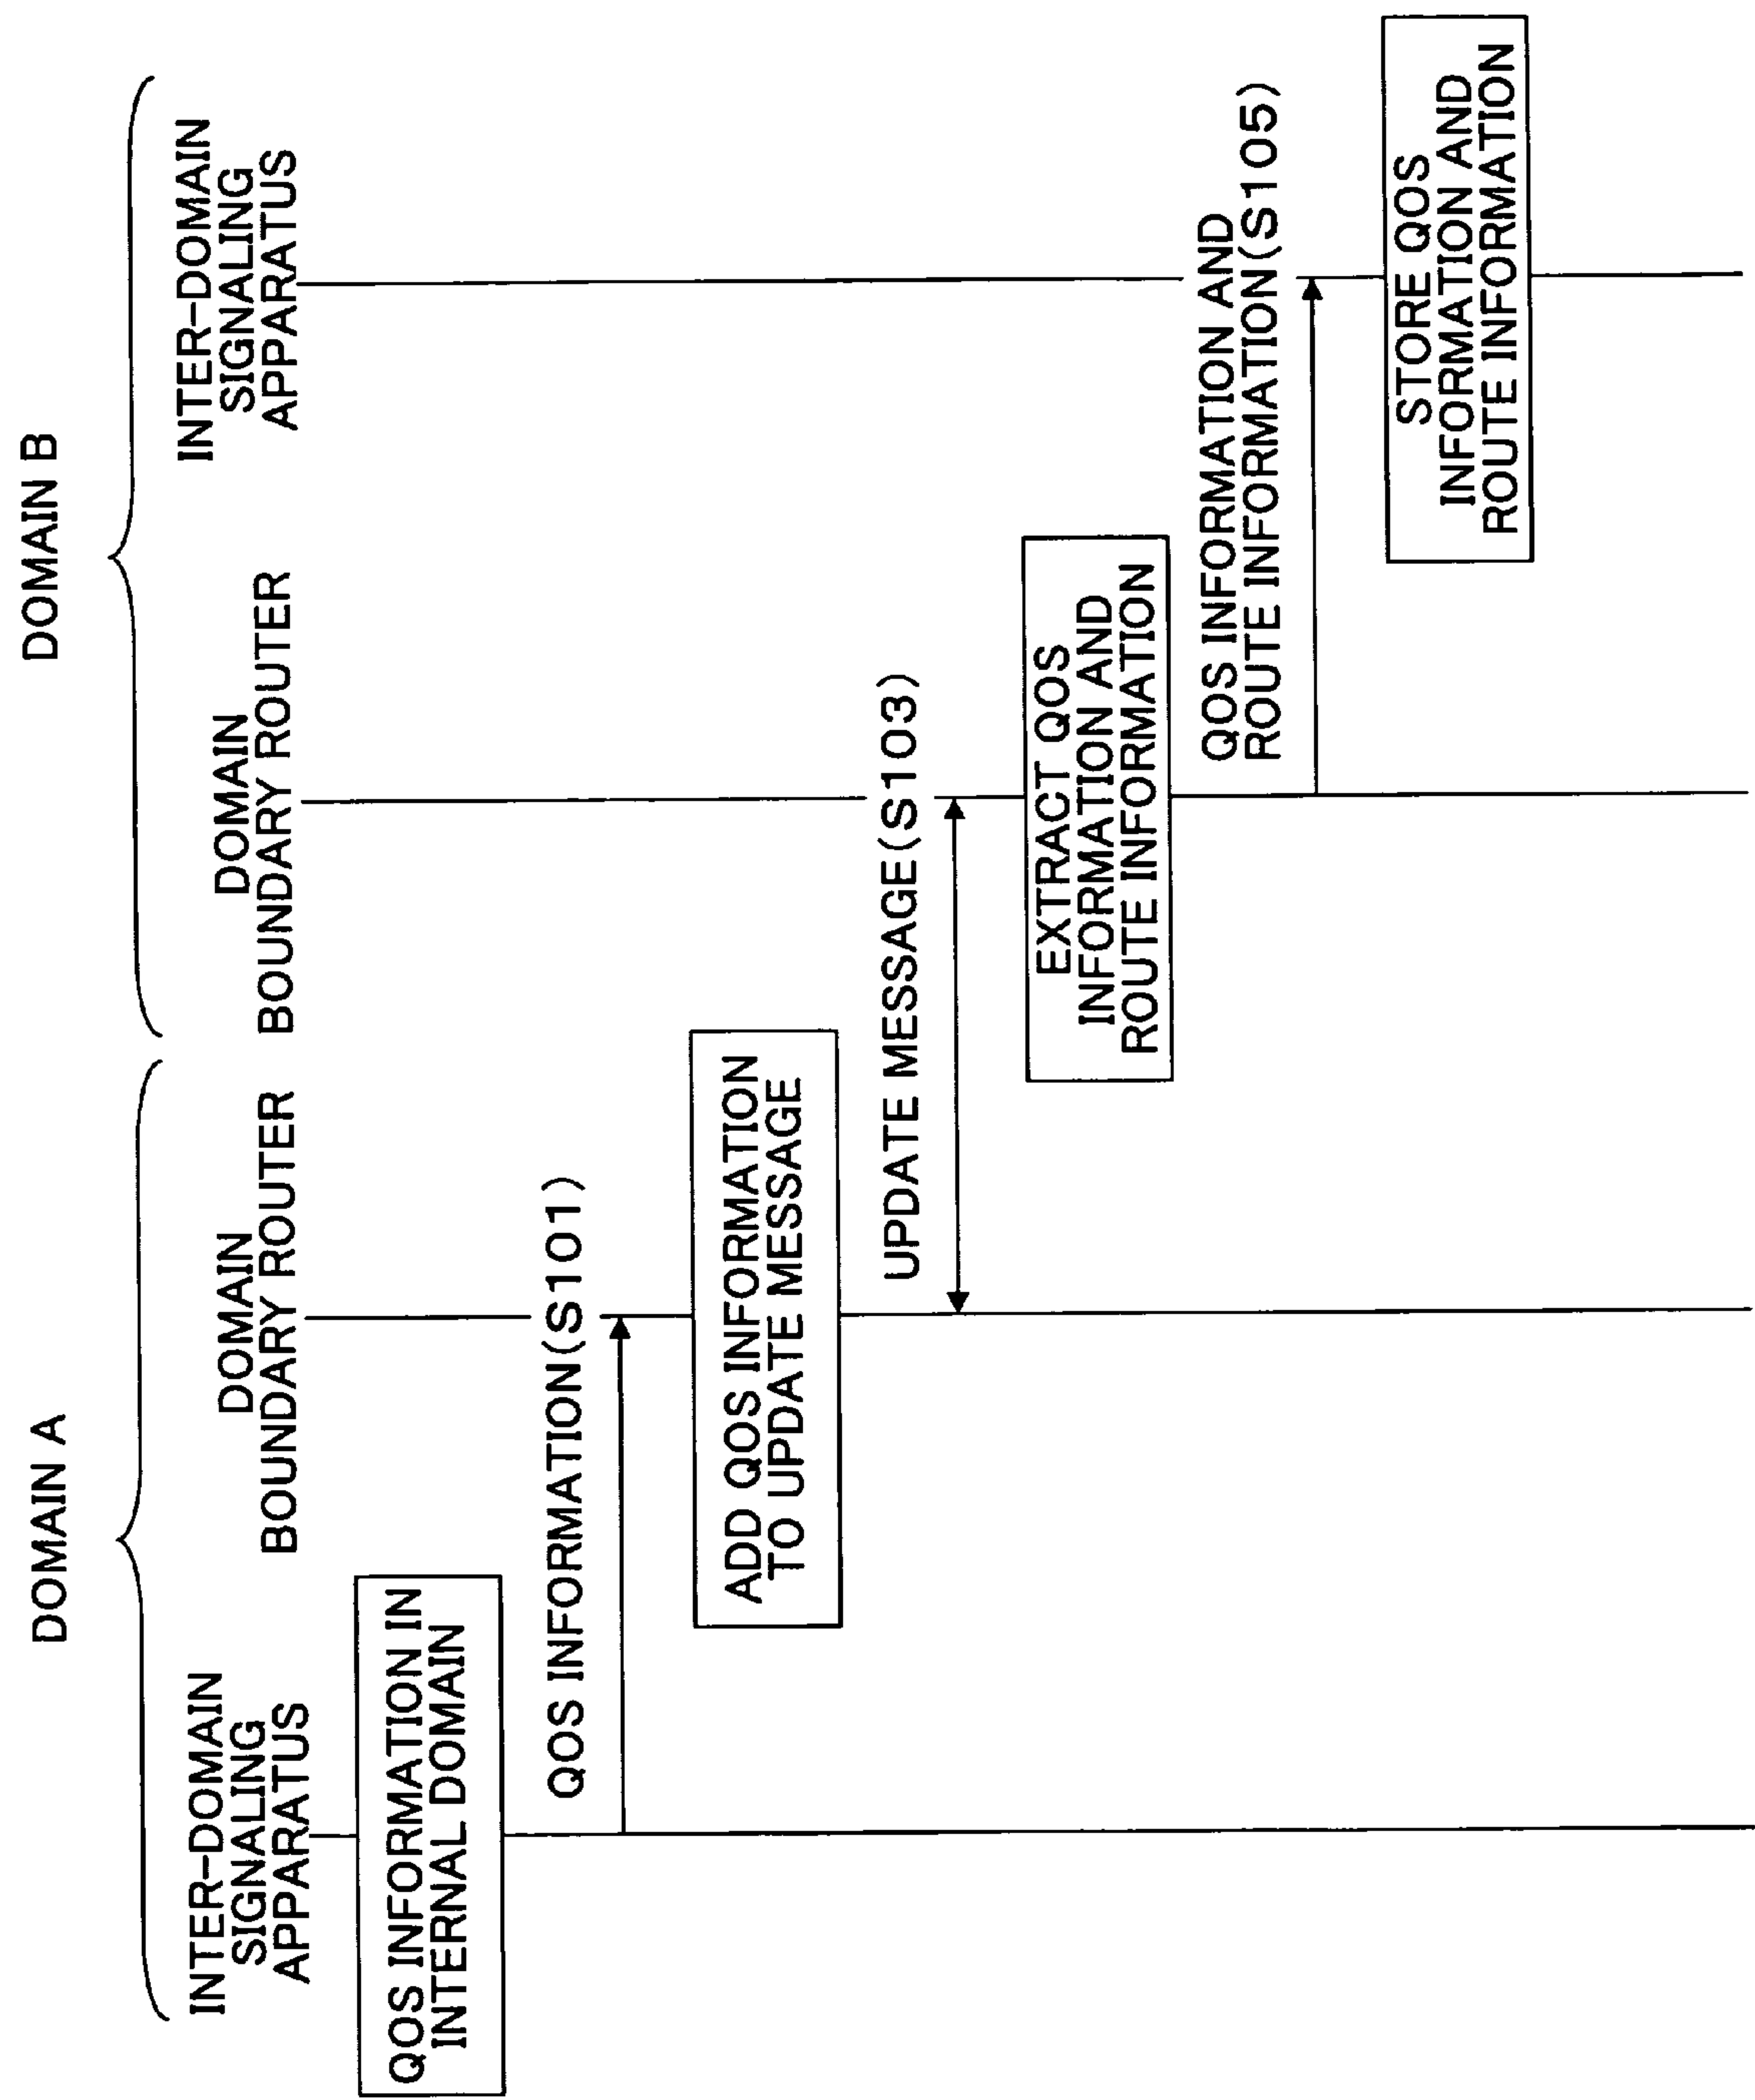 DOMAIN A
DOMAIN B
INTER-DOMAIN
SIGNALING
APPARATUS
DOMAIN
BOUNDARY ROUTER
DOMAIN
BOUNDARY ROUTER
INTER-DOMAIN
SIGNALING
APPARATUS
QOS INFORMATION IN
INTERNAL DOMAIN
QOS INFORMATION(S101)
ADD QOS INFORMATION
TO UPDATE MESSAGE
UPDATE MESSAGE(S103)
EXTRACT QOS
INFORMATION AND
ROUTE INFORMATION
QOS INFORMATION AND
ROUTE INFORMATION(S105)
STORE QOS
INFORMATION AND
ROUTE INFORMATION